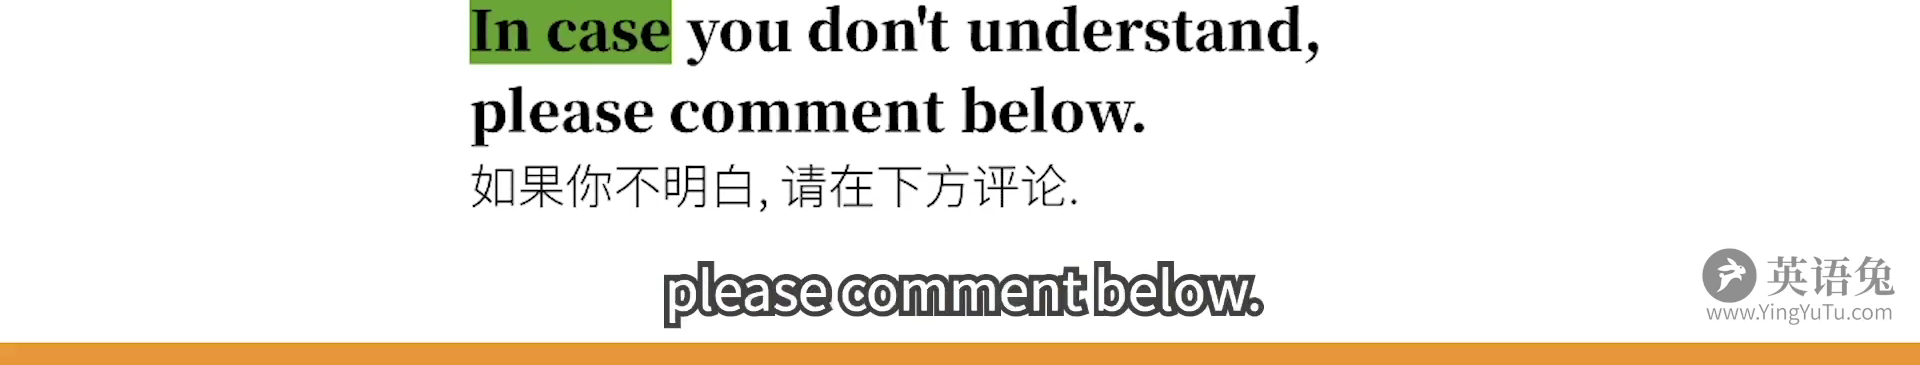 In case you don't understand,
please comment below.
如果你不明白, 请在下方评论.
please comment below.
英语兔
www.YingYuTu.com